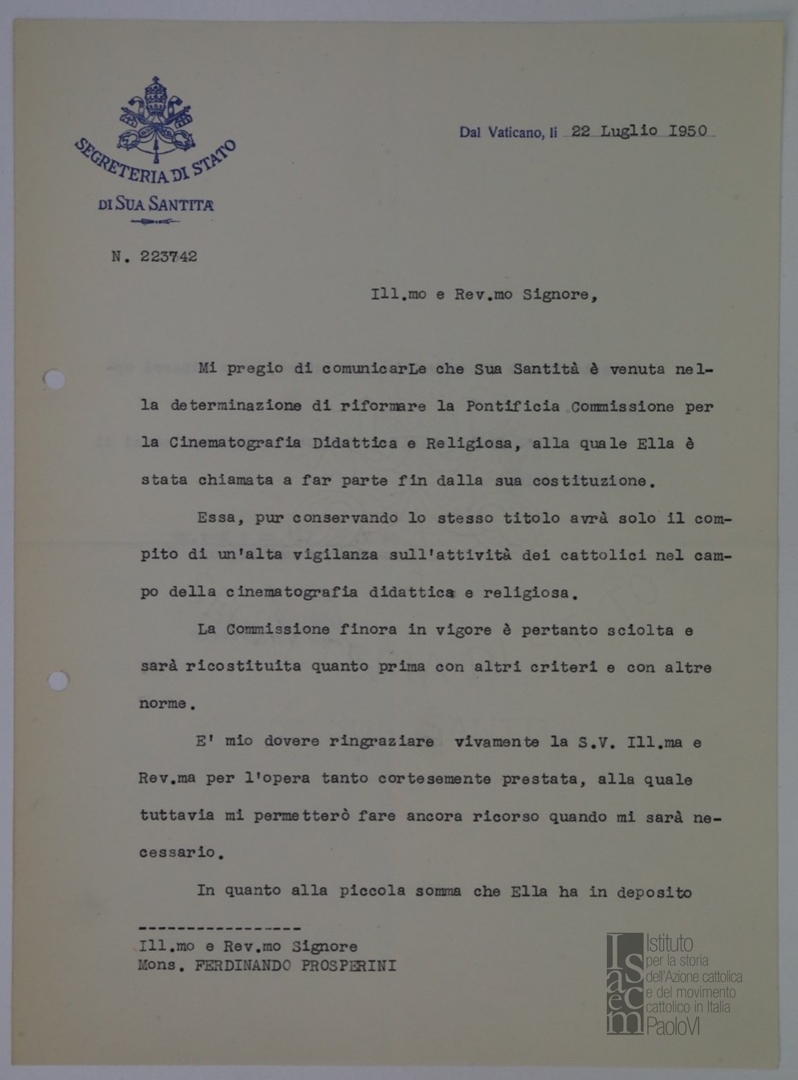 SEGRETERIA DI STATO
DI SUA SANTITÀ
Dal Vaticano, li 22 Luglio I950
N. 223742
Ill.mo e Rev.mo Signore,
Mi pregio di comunicarLe che Sua Santità è venuta nel-
la determinazione di riformare la Pontificia Commissione per
la Cinematografia Didattica e Religiosa, alla quale Ella è
stata chiamata a far parte fin dalla sua costituzione.
Essa, pur conservando lo stesso titolo avrà solo il com-
pito di un'alta vigilanza sull'attività dei cattolici nel cam-
po della cinematografia didattica e religiosa.
La Commissione finora in vigore è pertanto sciolta e
sarà ricostituita quanto prima con altri criteri e con altre
norme.
E' mio dovere ringraziare vivamente la S.V. Ill.ma e
Rev.ma per l'opera tanto cortesemente prestata, alla quale
tuttavia mi permetterò fare ancora ricorso quando mi sarà ne-
cessario.
In quanto alla piccola somma che Ella ha in deposito
-----------------
Ill.mo e Rev.mo Signore
Mons. FERDINANDO PROSPERINI
Isacem
Istituto
per la storia
dell'Azione cattolica
e del movimento
cattolico in Italia
PaoloVI